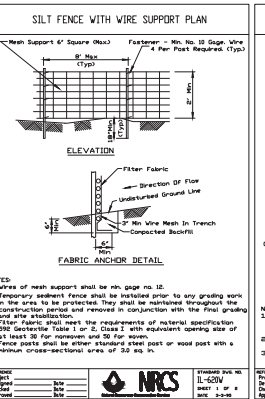 SILT FENCE WITH WIRE SUPPORT PLAN
Mesh Support 6" Square (Max.)
Fastener - Min. No. 10 Gage. Wire
4 Per Post Required. (Typ.)
8' Max
(Typ)
2' Min
18" Min
(Typ)
ELEVATION
Filter Fabric
Direction Of Flow
Undisturbed Ground Line
6"
Min
3" Min Wire Mesh In Trench
Compacted Backfill
6"
Min
FABRIC ANCHOR DETAIL
Wires of mesh support shall be min. gage no. 12.
Temporary sediment fence shall be installed prior to any grading work
in the area to be protected. They shall be maintained throughout the
construction period and removed in conjunction with the final grading
and site stabilization.
Filter fabric shall meet the requirements of material specification
592 Geotextile Table 1 or 2, Class I with equivalent opening size of
at least 30 for nonwoven and 50 for woven.
Fence posts shall be either standard steel post or wood post with a
minimum cross-sectional area of 3.0 sq. in.
Date
Date
Date
NRCS
Natural Resources Conservation Service
STANDARD DWG. NO.
IL-620W
SHEET 1 OF 2
DATE